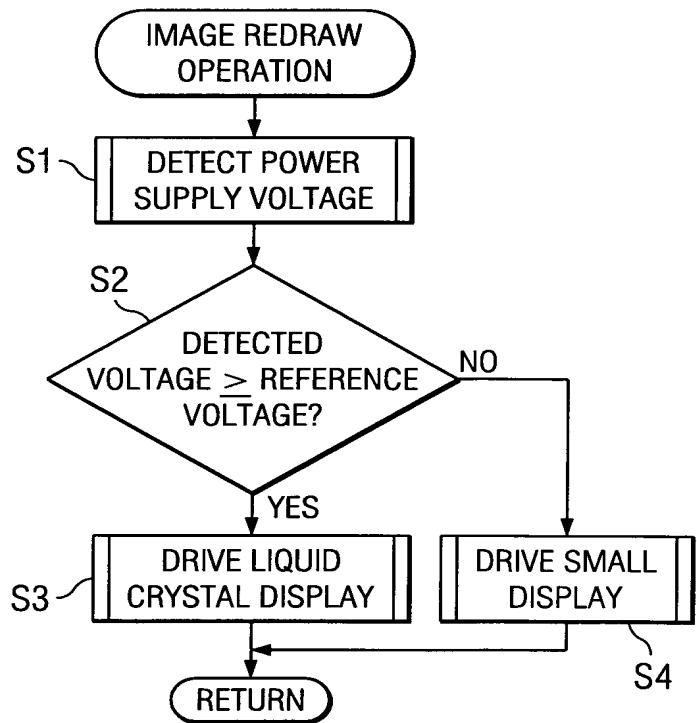 IMAGE REDRAW
OPERATION
S1
DETECT POWER
SUPPLY VOLTAGE
S2
DETECTED
VOLTAGE ≥ REFERENCE
VOLTAGE?
NO
YES
S3
DRIVE LIQUID
CRYSTAL DISPLAY
DRIVE SMALL
DISPLAY
S4
RETURN